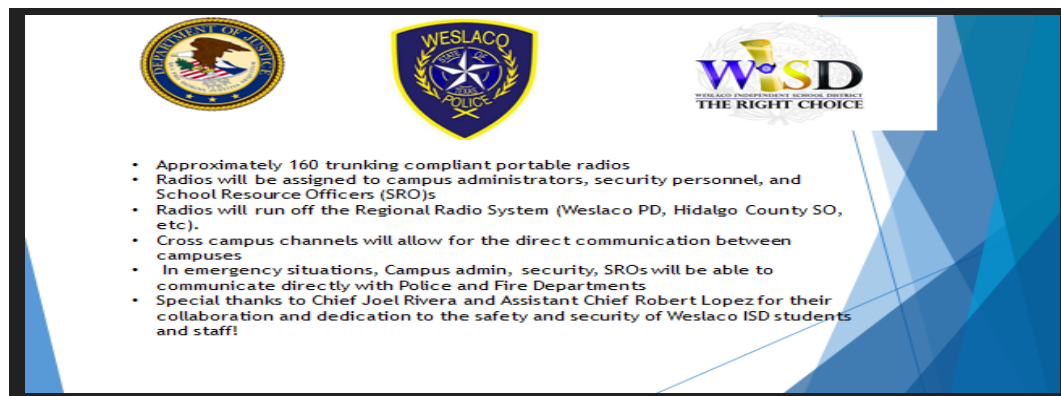 DEPARTMENT OF JUSTICE
WESLACO
STATE OF
TEXAS
POLICE
WISD
WESLACO INDEPENDENT SCHOOL DISTRICT
THE RIGHT CHOICE
• Approximately 160 trunking compliant portable radios
• Radios will be assigned to campus administrators, security personnel, and
School Resource Officers (SRO)s
• Radios will run off the Regional Radio System (Weslaco PD, Hidalgo County SO,
etc).
• Cross campus channels will allow for the direct communication between
campuses
• In emergency situations, Campus admin, security, SROs will be able to
communicate directly with Police and Fire Departments
• Special thanks to Chief Joel Rivera and Assistant Chief Robert Lopez for their
collaboration and dedication to the safety and security of Weslaco ISD students
and staff!